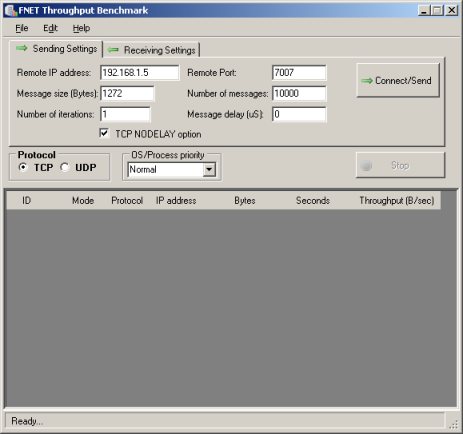 FNET Throughput Benchmark
File Edit Help
Sending Settings Receiving Settings
Remote IP address: 192.168.1.5 Remote Port: 7007
Connect/Send
Message size (Bytes): 1272 Number of messages: 10000
Number of iterations: 1 Message delay (uS): 0
TCP NODELAY option
Protocol OS/Process priority
TCP UDP Normal Stop
ID Mode Protocol IP address Bytes Seconds Throughput (B/sec)
Ready...